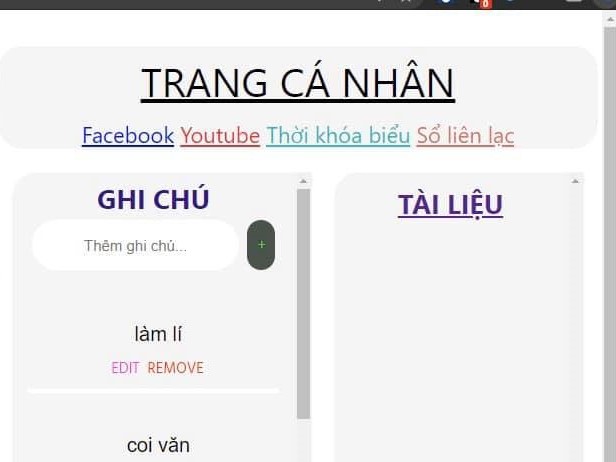 0
TRANG CÁ NHÂN
Facebook Youtube Thời khóa biểu Sổ liên lạc
GHI CHÚ
Thêm ghi chú...
+
làm lí
EDIT REMOVE
coi văn
TÀI LIỆU